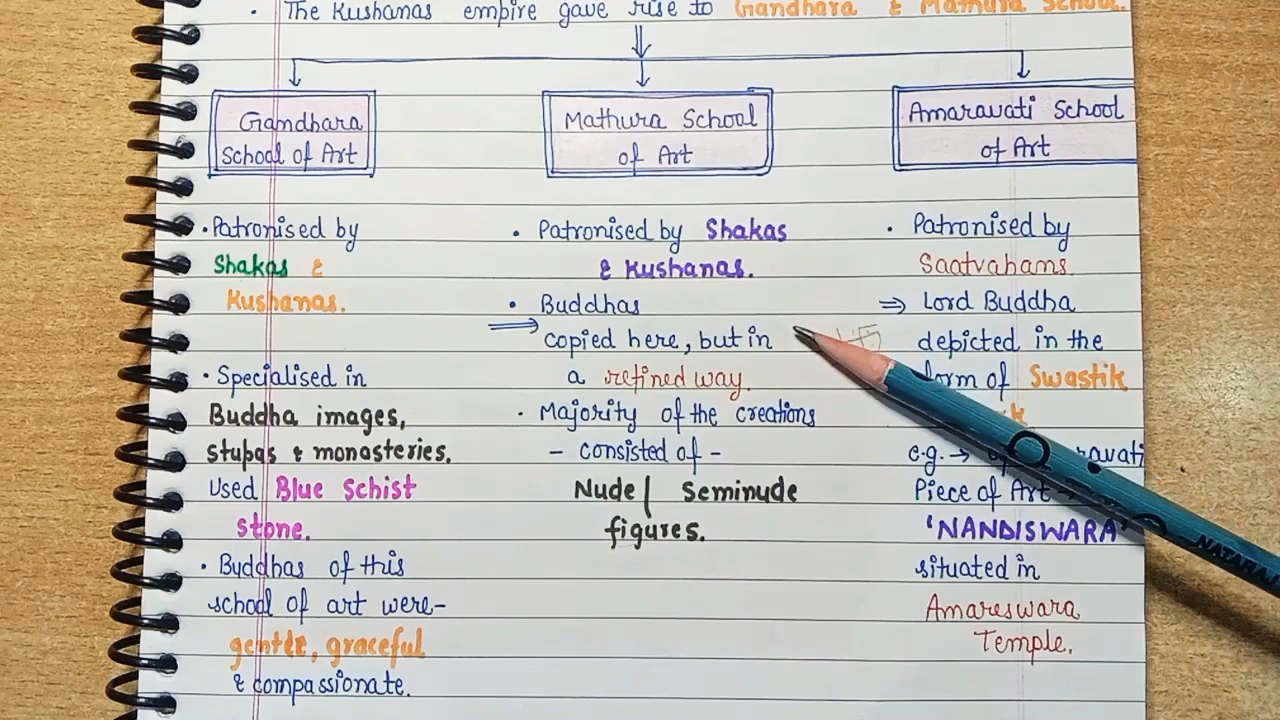 · The Kushanas empire gave rise to Gandhara & Mathura School.
Gandhara
School of Art
Mathura School
of Art
Amaravati School
of Art
· Patronised by
Shakas &
Kushanas.
· Specialised in
Buddha images,
stupas & monasteries.
Used Blue Schist
stone.
· Buddhas of this
school of art were-
gentle, graceful
& compassionate.
· Patronised by Shakas
& Kushanas.
· Buddhas
⇒ copied here, but in
a refined way.
· Majority of the creations
- consisted of -
Nude/ Seminude
figures.
· Patronised by
Saatvahans
⇒ Lord Buddha
depicted in the
form of Swastik
e.g. →
Piece of Art
'NANDISWARA'
situated in
Amareswara
Temple.
NATARAJ